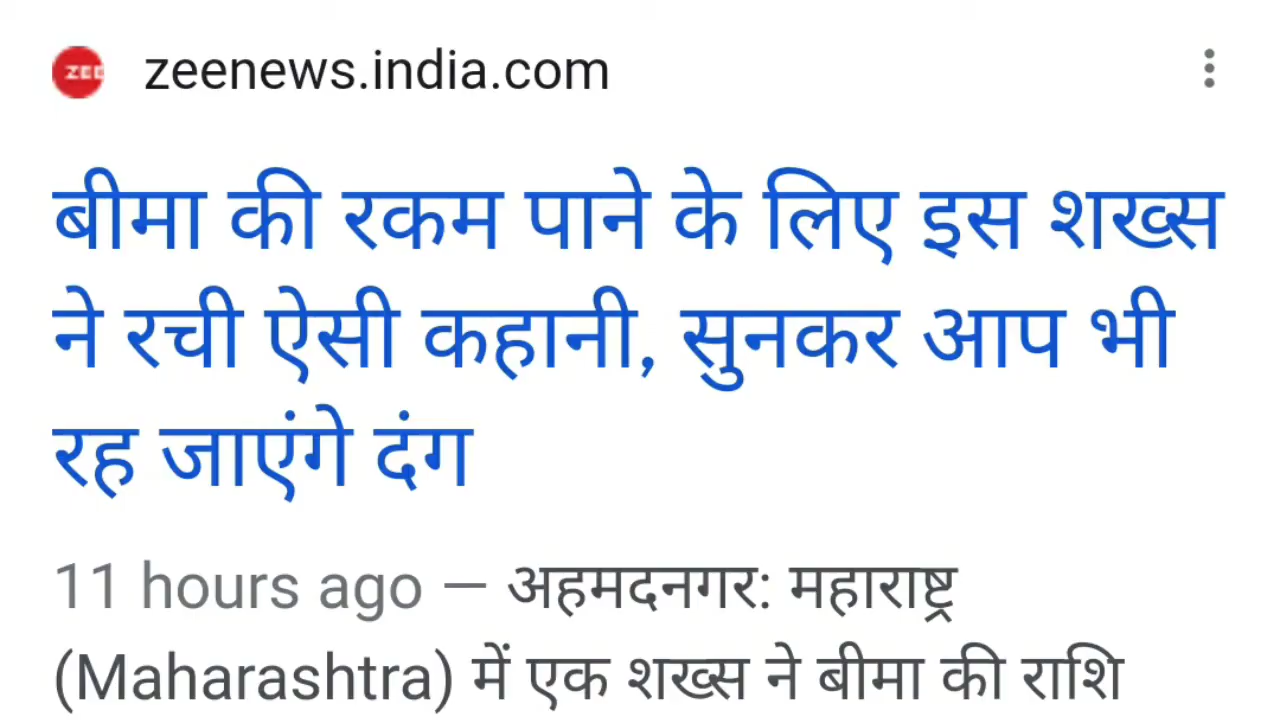 ZEE
zeenews.india.com
बीमा की रकम पाने के लिए इस शख्स
ने रची ऐसी कहानी, सुनकर आप भी
रह जाएंगे दंग
11 hours ago — अहमदनगर: महाराष्ट्र
(Maharashtra) में एक शख्स ने बीमा की राशि